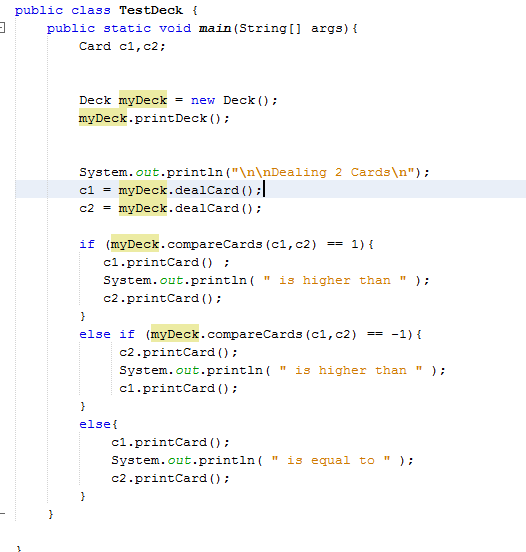 public class TestDeck {
    public static void main(String[] args){
        Card c1,c2;
        Deck myDeck = new Deck();
        myDeck.printDeck();
        System.out.println("\n\nDealing 2 Cards\n");
        c1 = myDeck.dealCard();
        c2 = myDeck.dealCard();
        if (myDeck.compareCards(c1,c2) == 1){
           c1.printCard() ;
           System.out.println( " is higher than " );
           c2.printCard();
        }
        else if (myDeck.compareCards(c1,c2) == -1){
             c2.printCard();
             System.out.println( " is higher than " );
             c1.printCard();
        }
        else{
            c1.printCard();
            System.out.println( " is equal to " );
            c2.printCard();
        }
    }
}